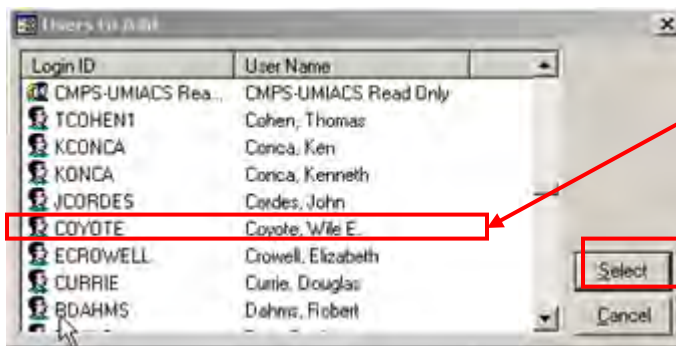 Users to Add
Login ID User Name
CMPS-UMIACS Rea... CMPS-UMIACS Read Only
TCOHEN1 Cohen, Thomas
KCONCA Conca, Ken
KONCA Conca, Kenneth
JCORDES Cordes, John
COYOTE Coyote, Wile E.
ECROWELL Crowell, Elizabeth
CURRIE Currie, Douglas
BDAHMS Dahms, Robert
Select
Cancel